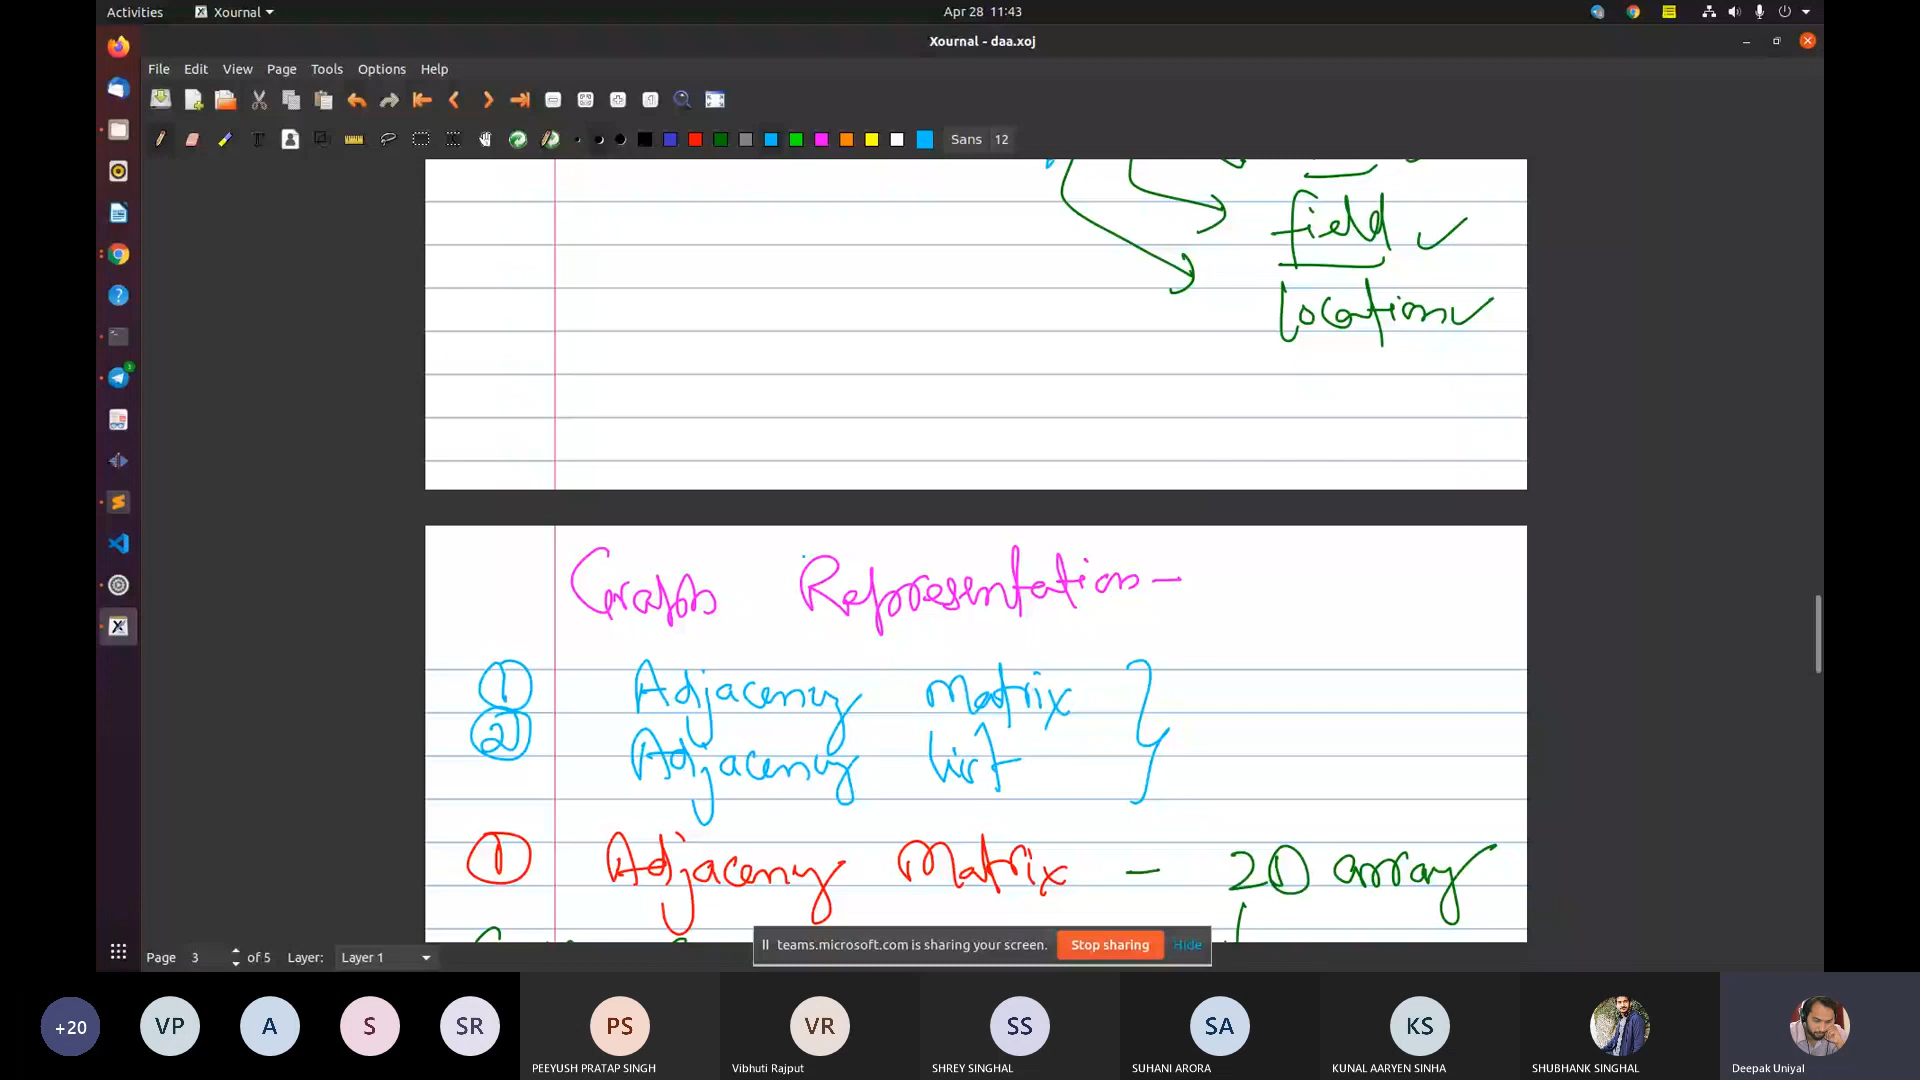 Activities Xournal Apr 28 11:43
Xournal - daa.xoj
File Edit View Page Tools Options Help
Sans 12
field ✓
location ✓
Graph Representation -
① Adjacency Matrix
② Adjacency List
① Adjacency Matrix - 2D array
teams.microsoft.com is sharing your screen. Stop sharing Hide
Page 3 of 5 Layer: Layer 1
+20 VP A S SR PS VR SS SA KS
PEEYUSH PRATAP SINGH Vibhuti Rajput SHREY SINGHAL SUHANI ARORA KUNAL AARYEN SINHA SHUBHANK SINGHAL Deepak Uniyal